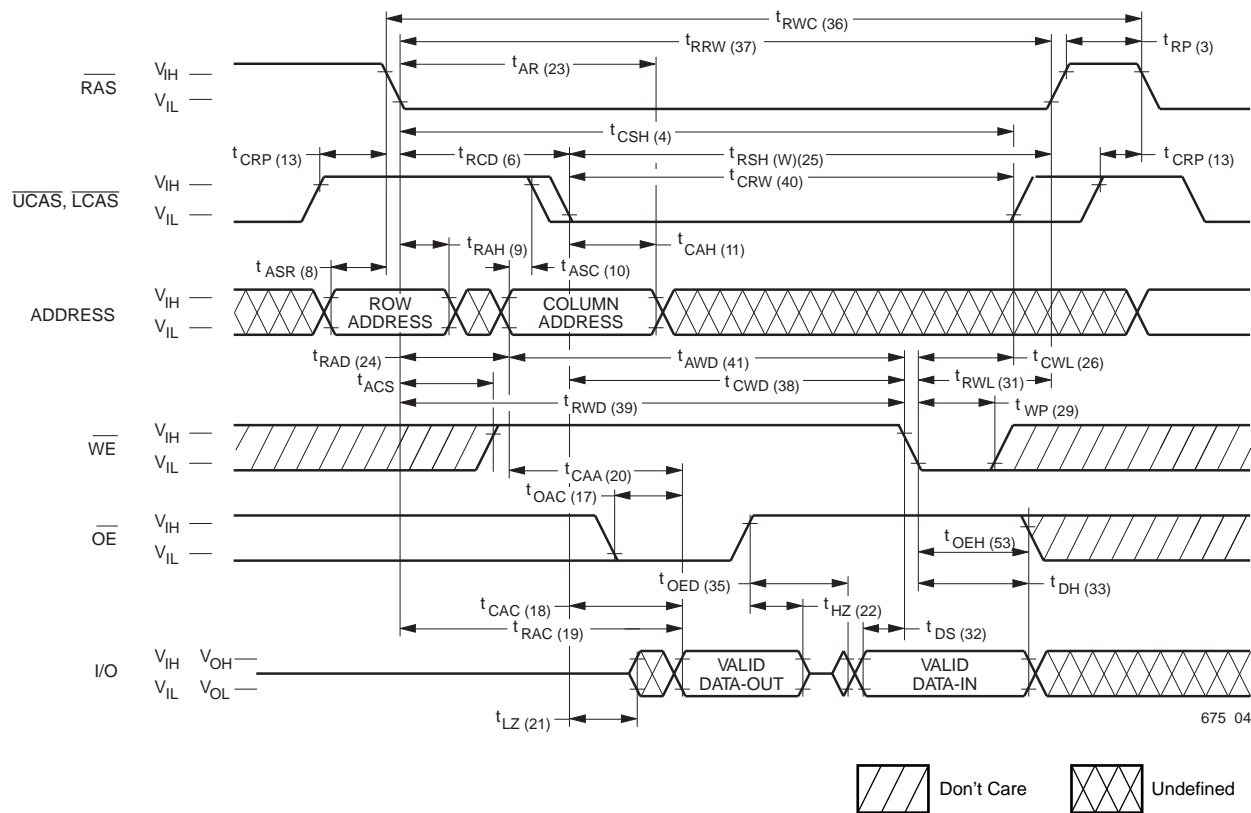 tRWC (36)
tRRW (37)
tRP (3)
tAR (23)
RAS
VIH
VIL
tCSH (4)
tCRP (13)
tRCD (6)
tRSH (W)(25)
tCRP (13)
UCAS, LCAS
VIH
VIL
tCRW (40)
tRAH (9)
tCAH (11)
tASR (8)
tASC (10)
ADDRESS
VIH
VIL
ROW ADDRESS
COLUMN ADDRESS
tRAD (24)
tAWD (41)
tCWL (26)
tACS
tCWD (38)
tRWL (31)
tRWD (39)
tWP (29)
WE
VIH
VIL
tCAA (20)
tOAC (17)
OE
VIH
VIL
tOEH (53)
tOED (35)
tCAC (18)
tHZ (22)
tDH (33)
tRAC (19)
tDS (32)
I/O
VIH VOH
VIL VOL
VALID DATA-OUT
VALID DATA-IN
tLZ (21)
675 04
Don't Care
Undefined